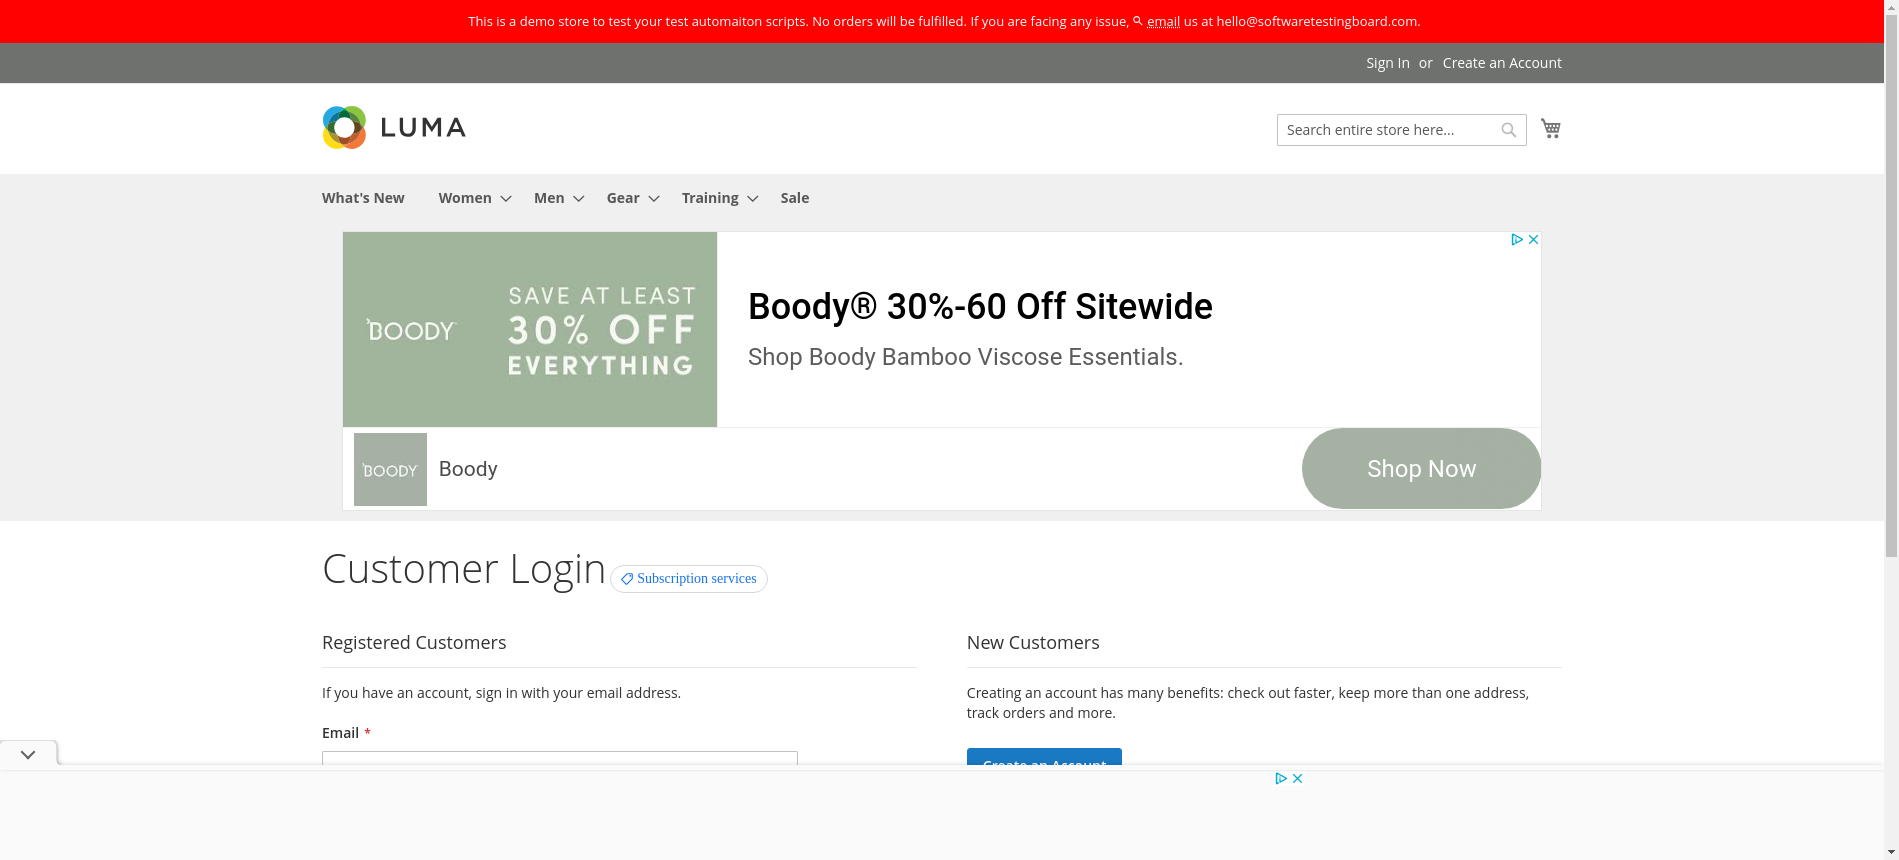 This is a demo store to test your test automaiton scripts. No orders will be fulfilled. If you are facing any issue, email us at hello@softwaretestingboard.com.
Sign In or Create an Account
LUMA
Search entire store here...
What's New Women Men Gear Training Sale
BOODY
SAVE AT LEAST
30% OFF
EVERYTHING
Boody® 30%-60 Off Sitewide
Shop Boody Bamboo Viscose Essentials.
BOODY
Boody
Shop Now
Customer Login
Subscription services
Registered Customers
If you have an account, sign in with your email address.
Email *
New Customers
Creating an account has many benefits: check out faster, keep more than one address,
track orders and more.
Create an Account